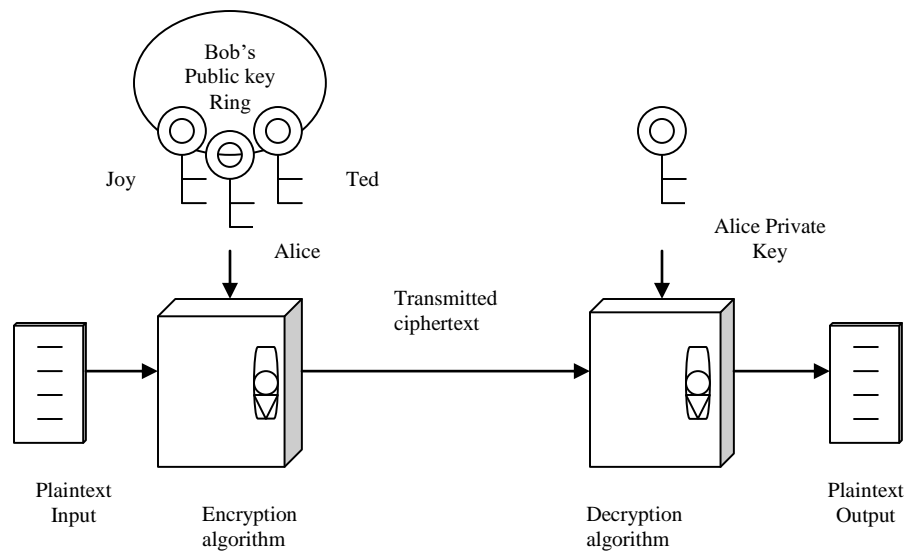 Bob's
Public key
Ring
Joy
Ted
Alice
Alice Private
Key
Transmitted
ciphertext
Plaintext
Input
Encryption
algorithm
Decryption
algorithm
Plaintext
Output